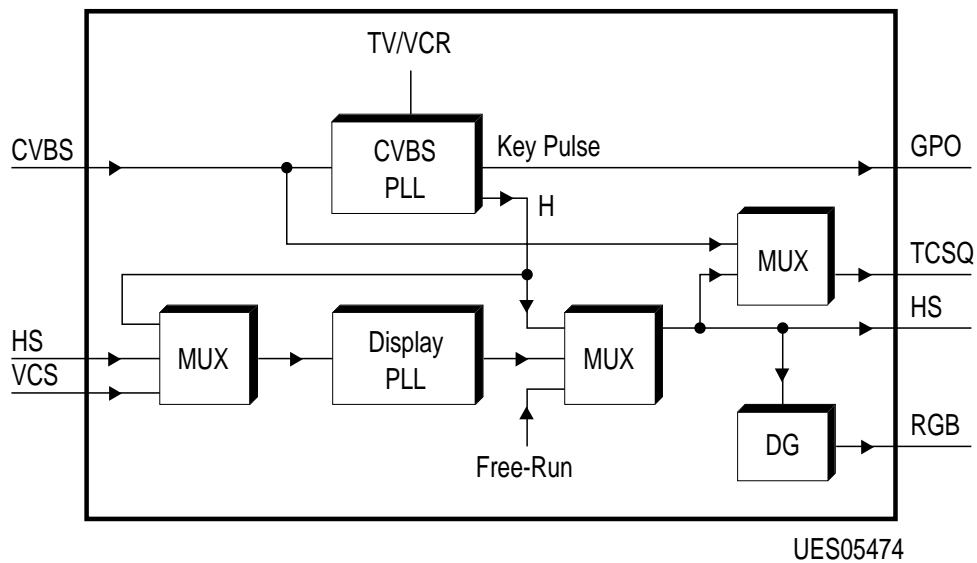 TV/VCR
CVBS
CVBS
PLL
Key Pulse
GPO
H
MUX
TCSQ
HS
VCS
MUX
Display
PLL
MUX
HS
Free-Run
DG
RGB
UES05474